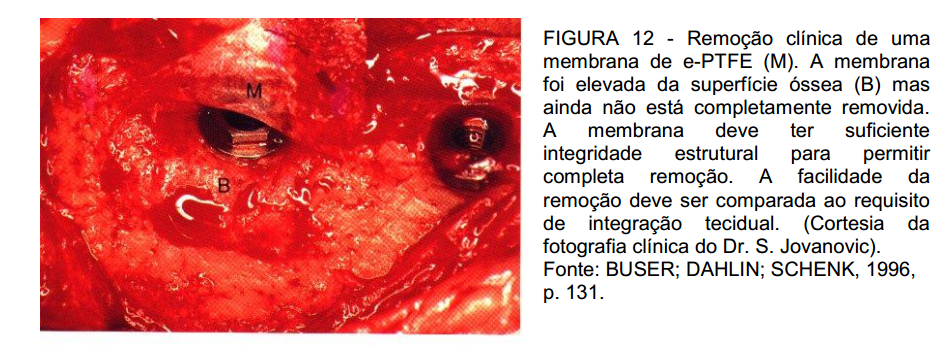 M
B
FIGURA 12 - Remoção clínica de uma
membrana de e-PTFE (M). A membrana
foi elevada da superfície óssea (B) mas
ainda não está completamente removida.
A membrana deve ter suficiente
integridade estrutural para permitir
completa remoção. A facilidade da
remoção deve ser comparada ao requisito
de integração tecidual. (Cortesia da
fotografia clínica do Dr. S. Jovanovic).
Fonte: BUSER; DAHLIN; SCHENK, 1996,
p. 131.